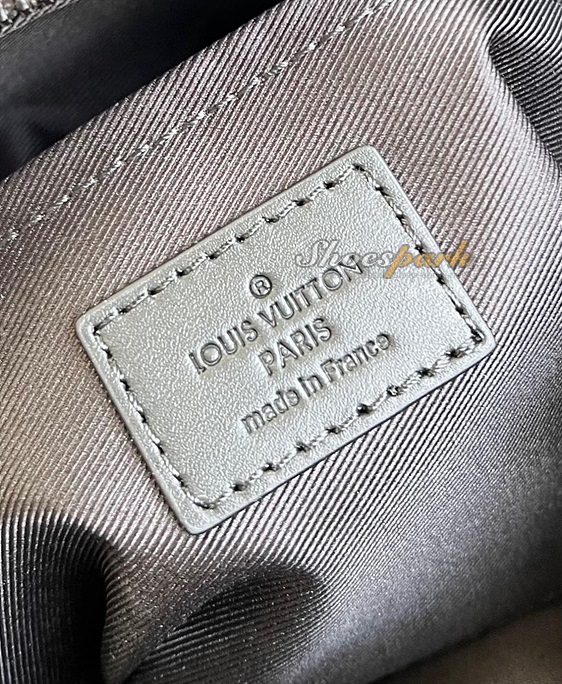 Shoespark
®
LOUIS VUITTON
PARIS
made in France